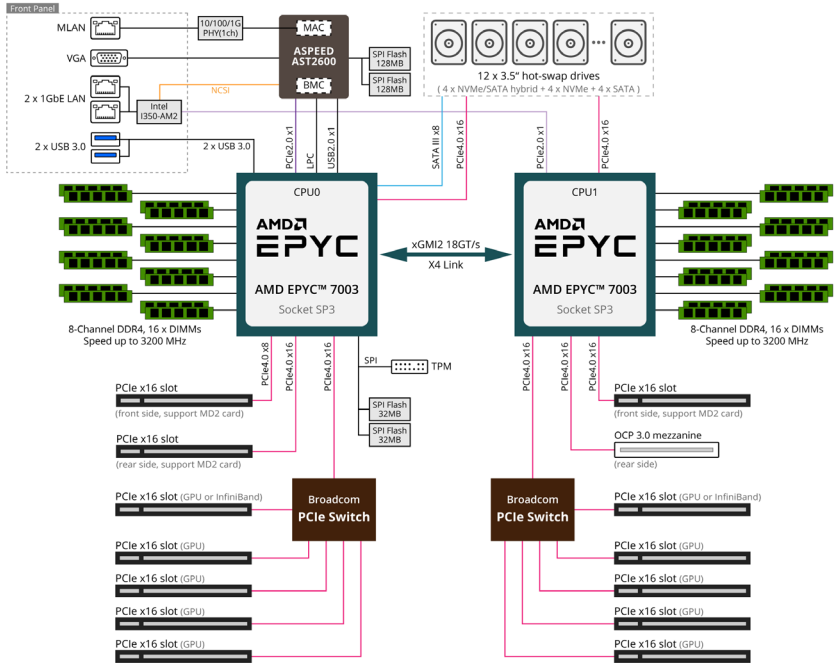 Front Panel
MLAN
10/100/1G
PHY(1ch)
MAC
ASPEED
AST2600
VGA
SPI Flash
128MB
SPI Flash
128MB
BMC
NCSI
2 x 1GbE LAN
Intel
I350-AM2
2 x USB 3.0
2 x USB 3.0
12 x 3.5" hot-swap drives
( 4 x NVMe/SATA hybrid + 4 x NVMe + 4 x SATA )
PCIe2.0 x1
LPC
USB2.0 x1
SATA III x8
PCIe4.0 x16
PCIe2.0 x1
PCIe4.0 x16
CPU0
AMD
EPYC
AMD EPYC™ 7003
Socket SP3
xGMI2 18GT/s
X4 Link
CPU1
AMD
EPYC
AMD EPYC™ 7003
Socket SP3
8-Channel DDR4, 16 x DIMMs
Speed up to 3200 MHz
8-Channel DDR4, 16 x DIMMs
Speed up to 3200 MHz
PCIe4.0 x8
PCIe4.0 x16
PCIe4.0 x16
SPI
TPM
SPI Flash
32MB
SPI Flash
32MB
PCIe4.0 x16
PCIe4.0 x16
PCIe4.0 x16
PCIe x16 slot
(front side, support MD2 card)
PCIe x16 slot
(rear side, support MD2 card)
PCIe x16 slot
(front side, support MD2 card)
OCP 3.0 mezzanine
(rear side)
Broadcom
PCIe Switch
Broadcom
PCIe Switch
PCIe x16 slot (GPU or InfiniBand)
PCIe x16 slot (GPU)
PCIe x16 slot (GPU)
PCIe x16 slot (GPU)
PCIe x16 slot (GPU)
PCIe x16 slot (GPU or InfiniBand)
PCIe x16 slot (GPU)
PCIe x16 slot (GPU)
PCIe x16 slot (GPU)
PCIe x16 slot (GPU)